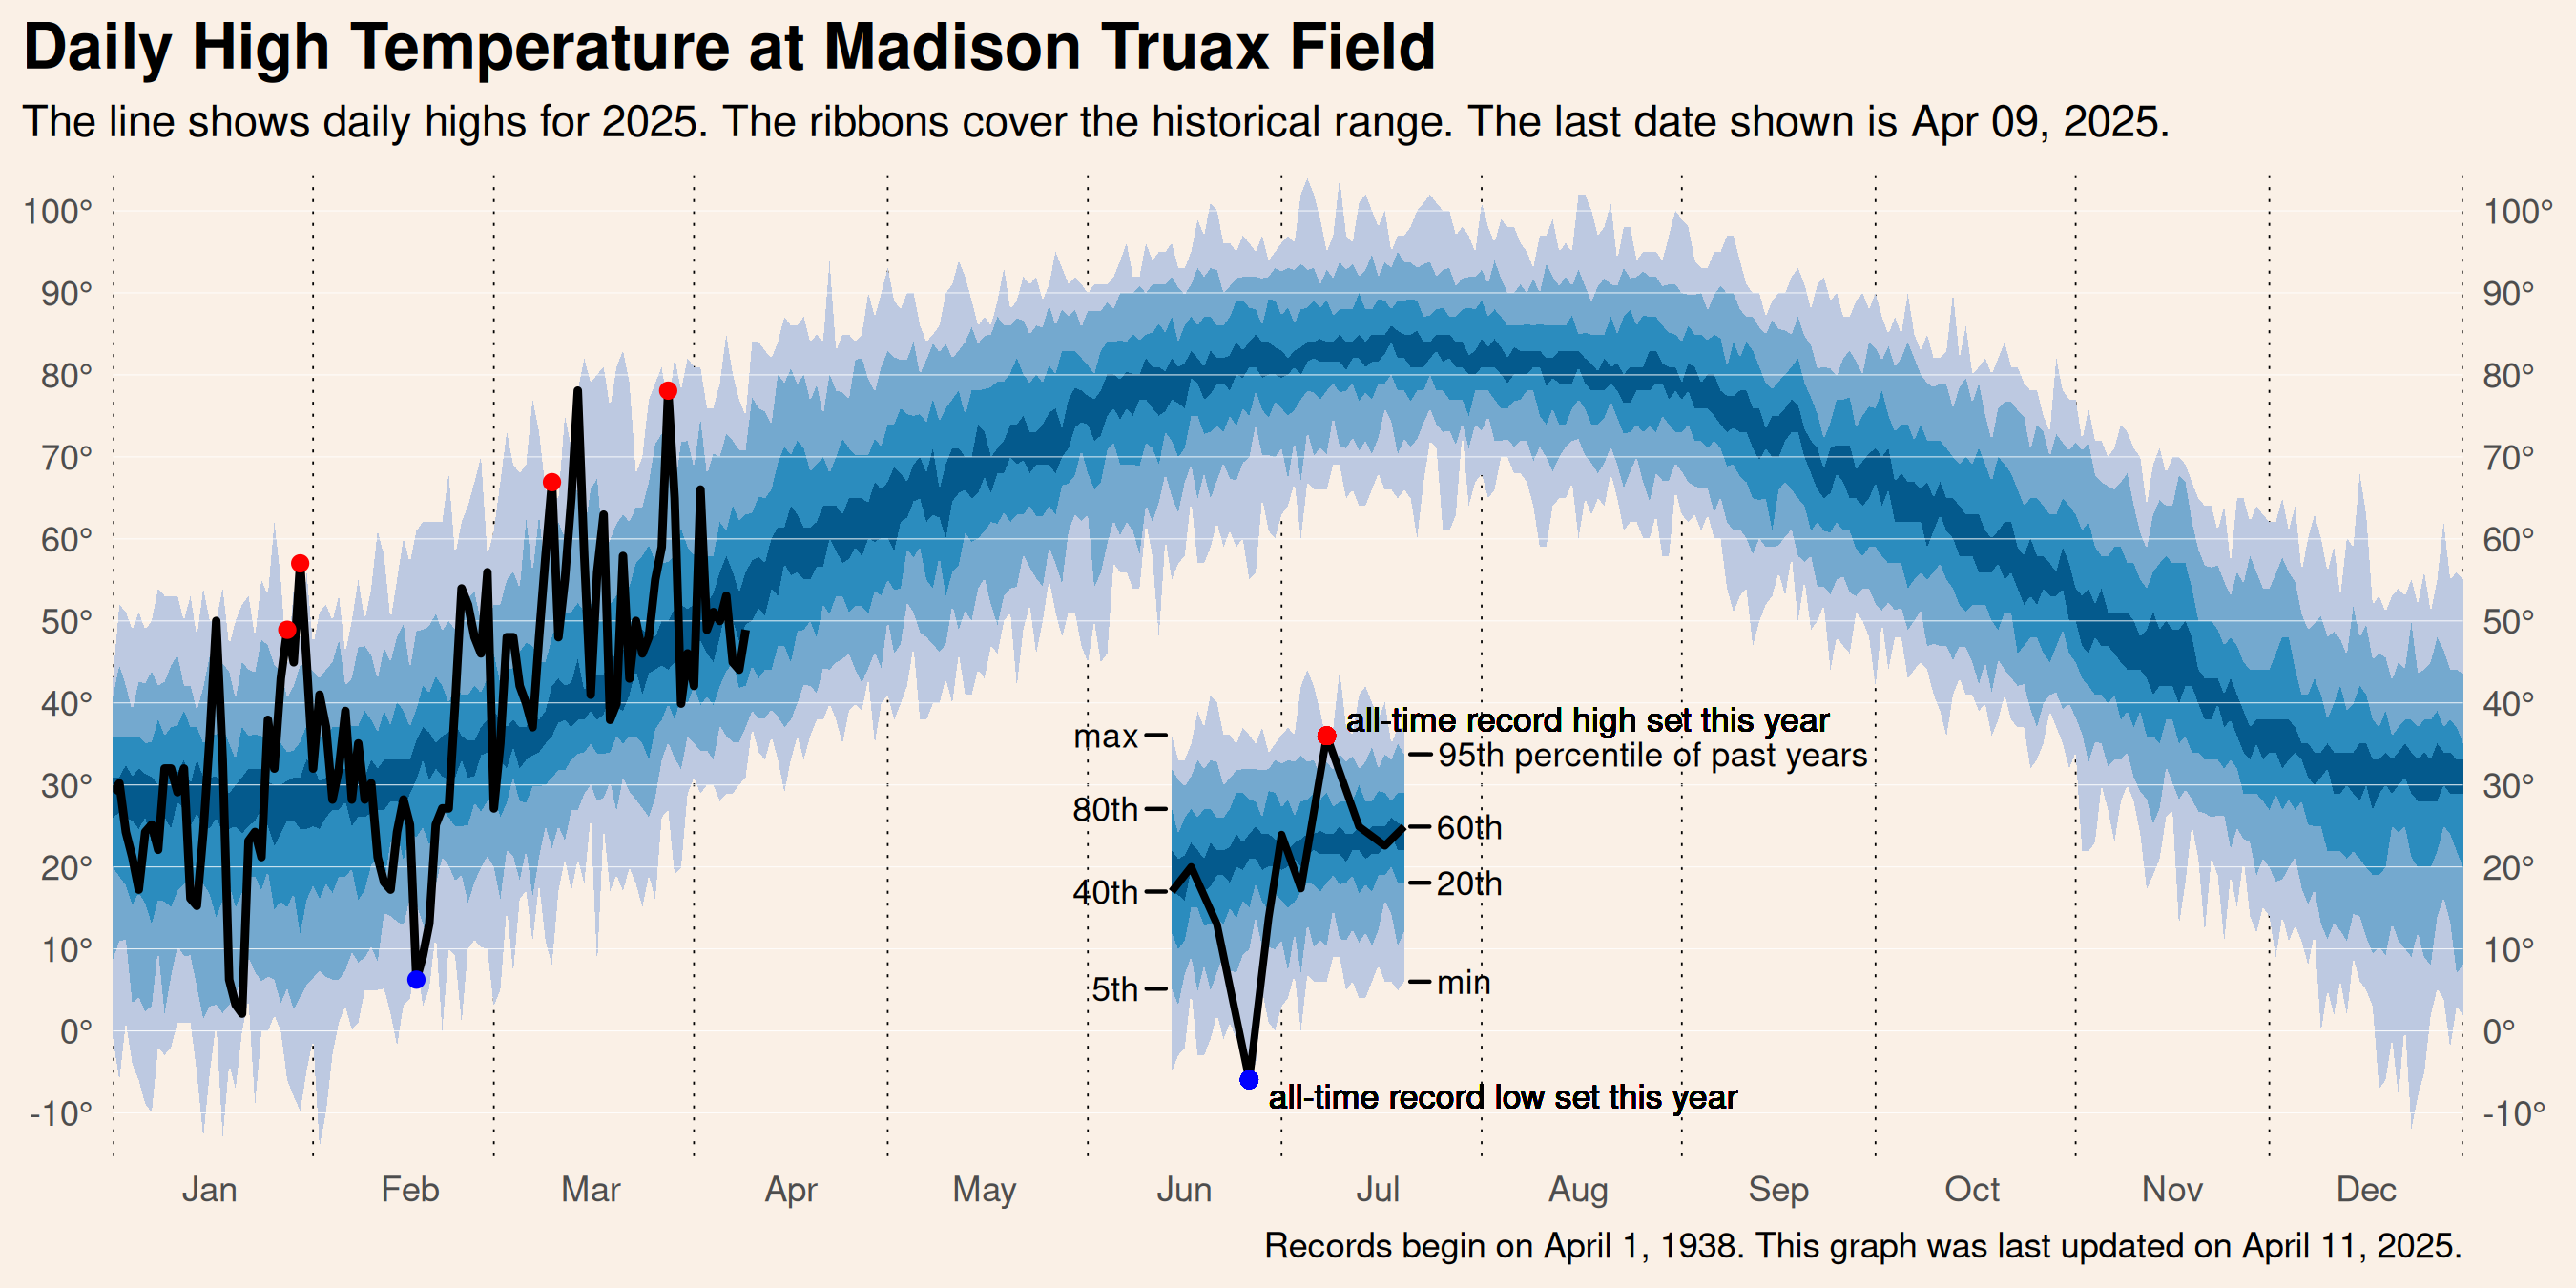 Daily High Temperature at Madison Truax Field
The line shows daily highs for 2025. The ribbons cover the historical range. The last date shown is Apr 09, 2025.
100° 100°
90° 90°
80° 80°
70° 70°
60° 60°
50° 50°
40° 40°
30° 30°
20° 20°
10° 10°
0° 0°
-10° -10°
all-time record high set this year
max
95th percentile of past years
80th
60th
20th
40th
min
5th
all-time record low set this year
Jan Feb Mar Apr May Jun Jul Aug Sep Oct Nov Dec
Records begin on April 1, 1938. This graph was last updated on April 11, 2025.